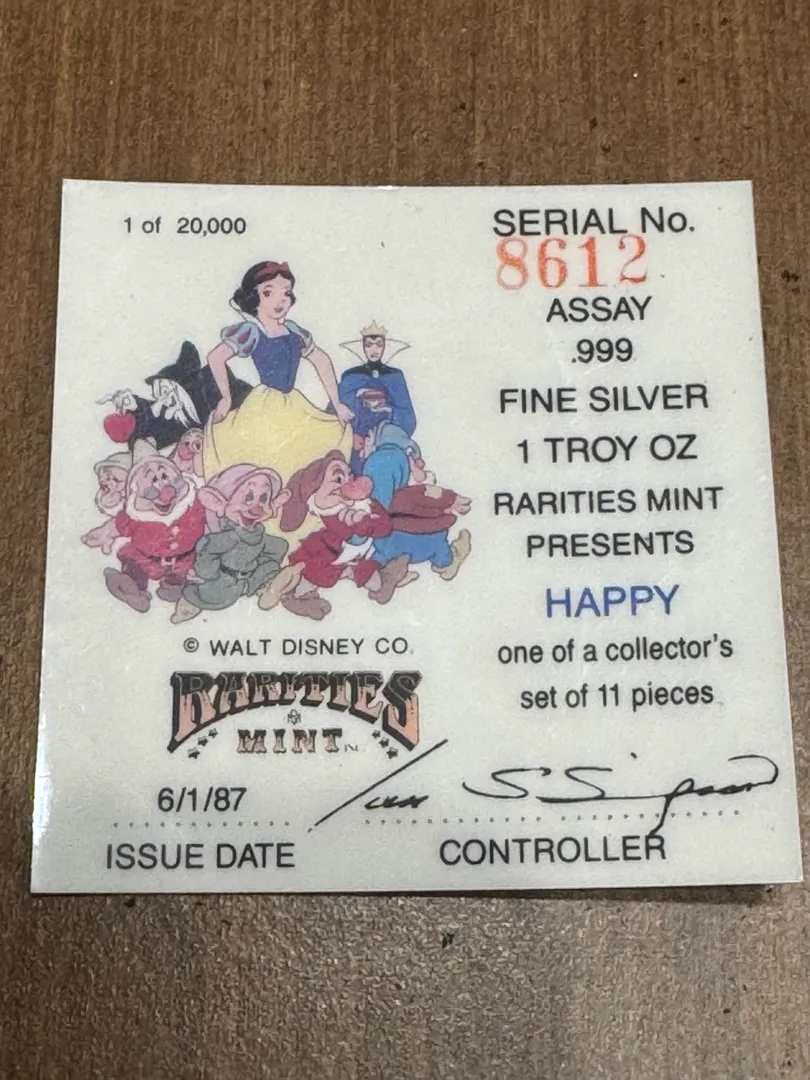 1 of 20,000
SERIAL No.
8612
ASSAY
.999
FINE SILVER
1 TROY OZ
RARITIES MINT
PRESENTS
HAPPY
one of a collector's
set of 11 pieces
© WALT DISNEY CO.
RARITIES
MINT INC
6/1/87
ISSUE DATE
CONTROLLER